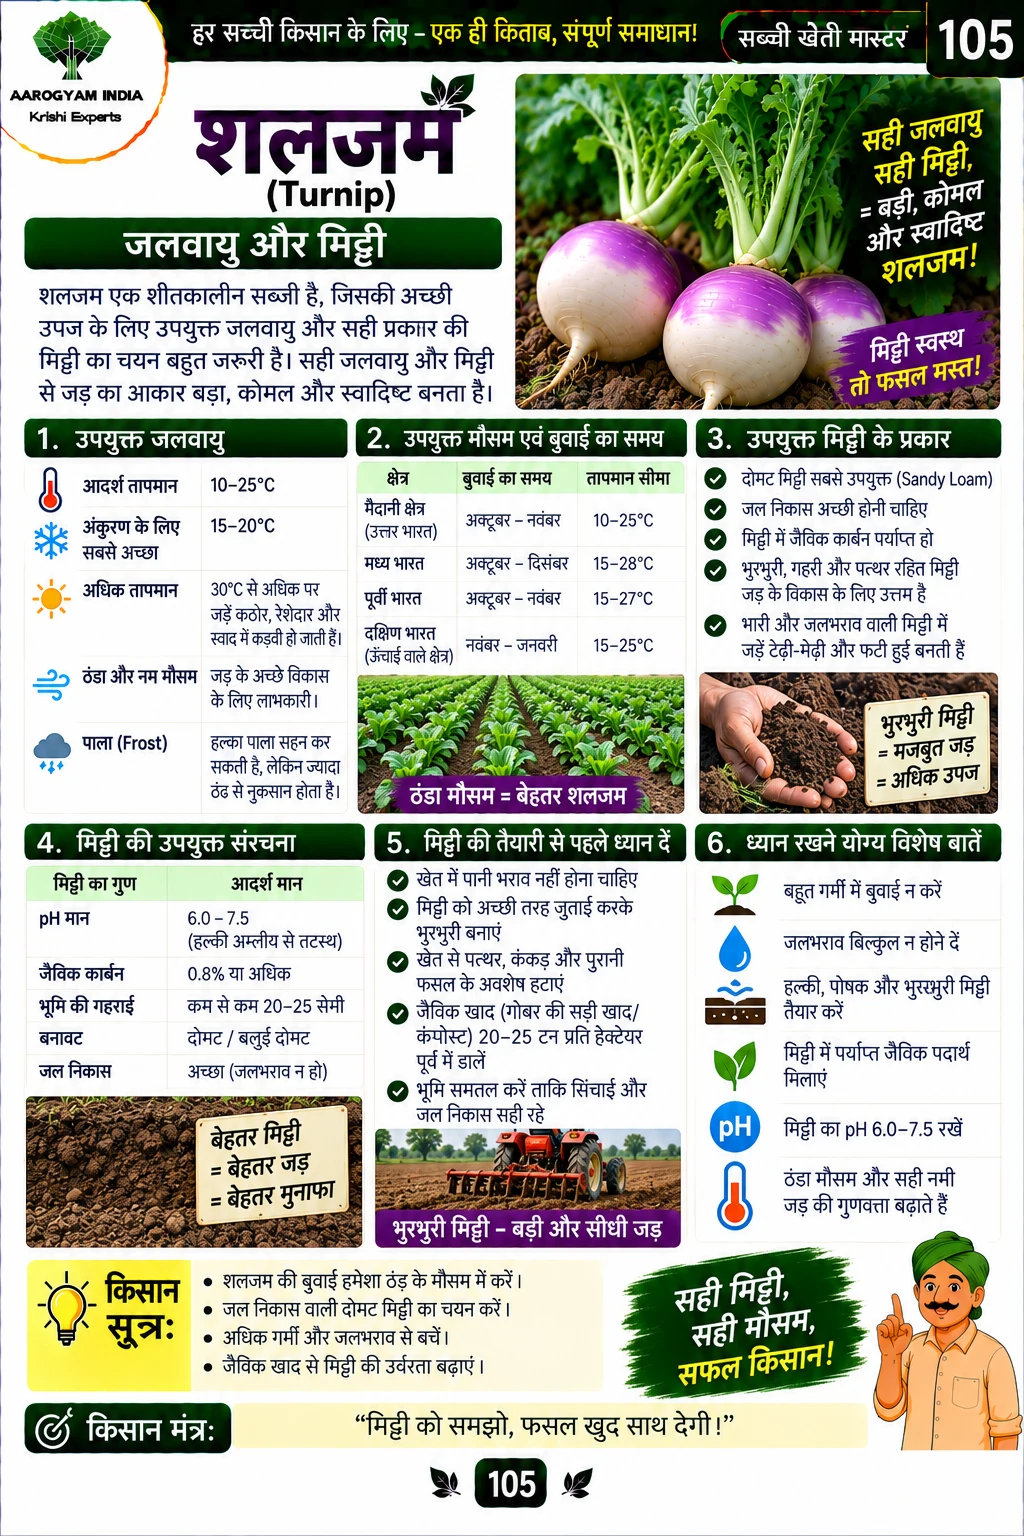 AAROGYAM INDIA
Krishi Experts
हर सच्ची किसान के लिए – एक ही किताब, संपूर्ण समाधान!
सब्ची खेती मास्टर
105
शलजम
(Turnip)
जलवायु और मिट्टी
शलजम एक शीतकालीन सब्जी है, जिसकी अच्छी
उपज के लिए उपयुक्त जलवायु और सही प्रकार की
मिट्टी का चयन बहुत जरूरी है। सही जलवायु और मिट्टी
से जड़ का आकार बड़ा, कोमल और स्वादिष्ट बनता है।
सही जलवायु
सही मिट्टी,
= बड़ी, कोमल
और स्वादिष्ट
शलजम!
मिट्टी स्वस्थ
तो फसल मस्त!
1. उपयुक्त जलवायु
आदर्श तापमान 10–25°C
अंकुरण के लिए 15–20°C
सबसे अच्छा
अधिक तापमान 30°C से अधिक पर
जड़ें कठोर, रेशेदार और
स्वाद में कड़वी हो जाती हैं।
ठंडा और नम मौसम जड़ के अच्छे विकास
के लिए लाभकारी।
पाला (Frost) हल्का पाला सहन कर
सकती है, लेकिन ज्यादा
ठंढ से नुकसान होता है।
2. उपयुक्त मौसम एवं बुवाई का समय
क्षेत्र बुवाई का समय तापमान सीमा
मैदानी क्षेत्र
(उत्तर भारत) अक्टूबर – नवंबर 10–25°C
मध्य भारत अक्टूबर – दिसंबर 15–28°C
पूर्वी भारत अक्टूबर – नवंबर 15–27°C
दक्षिण भारत
(ऊँचाई वाले क्षेत्र) नवंबर – जनवरी 15–25°C
ठंडा मौसम = बेहतर शलजम
3. उपयुक्त मिट्टी के प्रकार
दोमट मिट्टी सबसे उपयुक्त (Sandy Loam)
जल निकास अच्छी होनी चाहिए
मिट्टी में जैविक कार्बन पर्याप्त हो
भुरभुरी, गहरी और पत्थर रहित मिट्टी
जड़ के विकास के लिए उत्तम है
भारी और जलभराव वाली मिट्टी में
जड़ें टेढ़ी-मेढ़ी और फटी हुई बनती हैं
भुरभुरी मिट्टी
= मजबुत जड़
= अधिक उपज
4. मिट्टी की उपयुक्त संरचना
मिट्टी का गुण आदर्श मान
pH मान 6.0 – 7.5
(हल्की अम्लीय से तटस्थ)
जैविक कार्बन 0.8% या अधिक
भूमि की गहराई कम से कम 20–25 सेमी
बनावट दोमट / बलुई दोमट
जल निकास अच्छा (जलभराव न हो)
बेहतर मिट्टी
= बेहतर जड़
= बेहतर मुनाफा
5. मिट्टी की तैयारी से पहले ध्यान दें
खेत में पानी भराव नहीं होना चाहिए
मिट्टी को अच्छी तरह जुताई करके
भुरभुरी बनाएं
खेत से पत्थर, कंकड़ और पुरानी
फसल के अवशेष हटाएं
जैविक खाद (गोबर की सड़ी खाद/
कंपोस्ट) 20–25 टन प्रति हेक्टेयर
पूर्व में डालें
भूमि समतल करें ताकि सिंचाई और
जल निकास सही रहे
भुरभुरी मिट्टी – बड़ी और सीधी जड़
6. ध्यान रखने योग्य विशेष बातें
बहुत गर्मी में बुवाई न करें
जलभराव बिल्कुल न होने दें
हल्की, पोषक और भुरभुरी मिट्टी
तैयार करें
मिट्टी में पर्याप्त जैविक पदार्थ
मिलाएं
pH मिट्टी का pH 6.0–7.5 रखें
ठंडा मौसम और सही नमी
जड़ की गुणवत्ता बढ़ाते हैं
किसान
सूत्र:
• शलजम की बुवाई हमेशा ठंड़ के मौसम में करें।
• जल निकास वाली दोमट मिट्टी का चयन करें।
• अधिक गर्मी और जलभराव से बचें।
• जैविक खाद से मिट्टी की उर्वरता बढ़ाएं।
सही मिट्टी,
सही मौसम,
सफल किसान!
किसान मंत्र:
“मिट्टी को समझो, फसल खुद साथ देगी!”
105